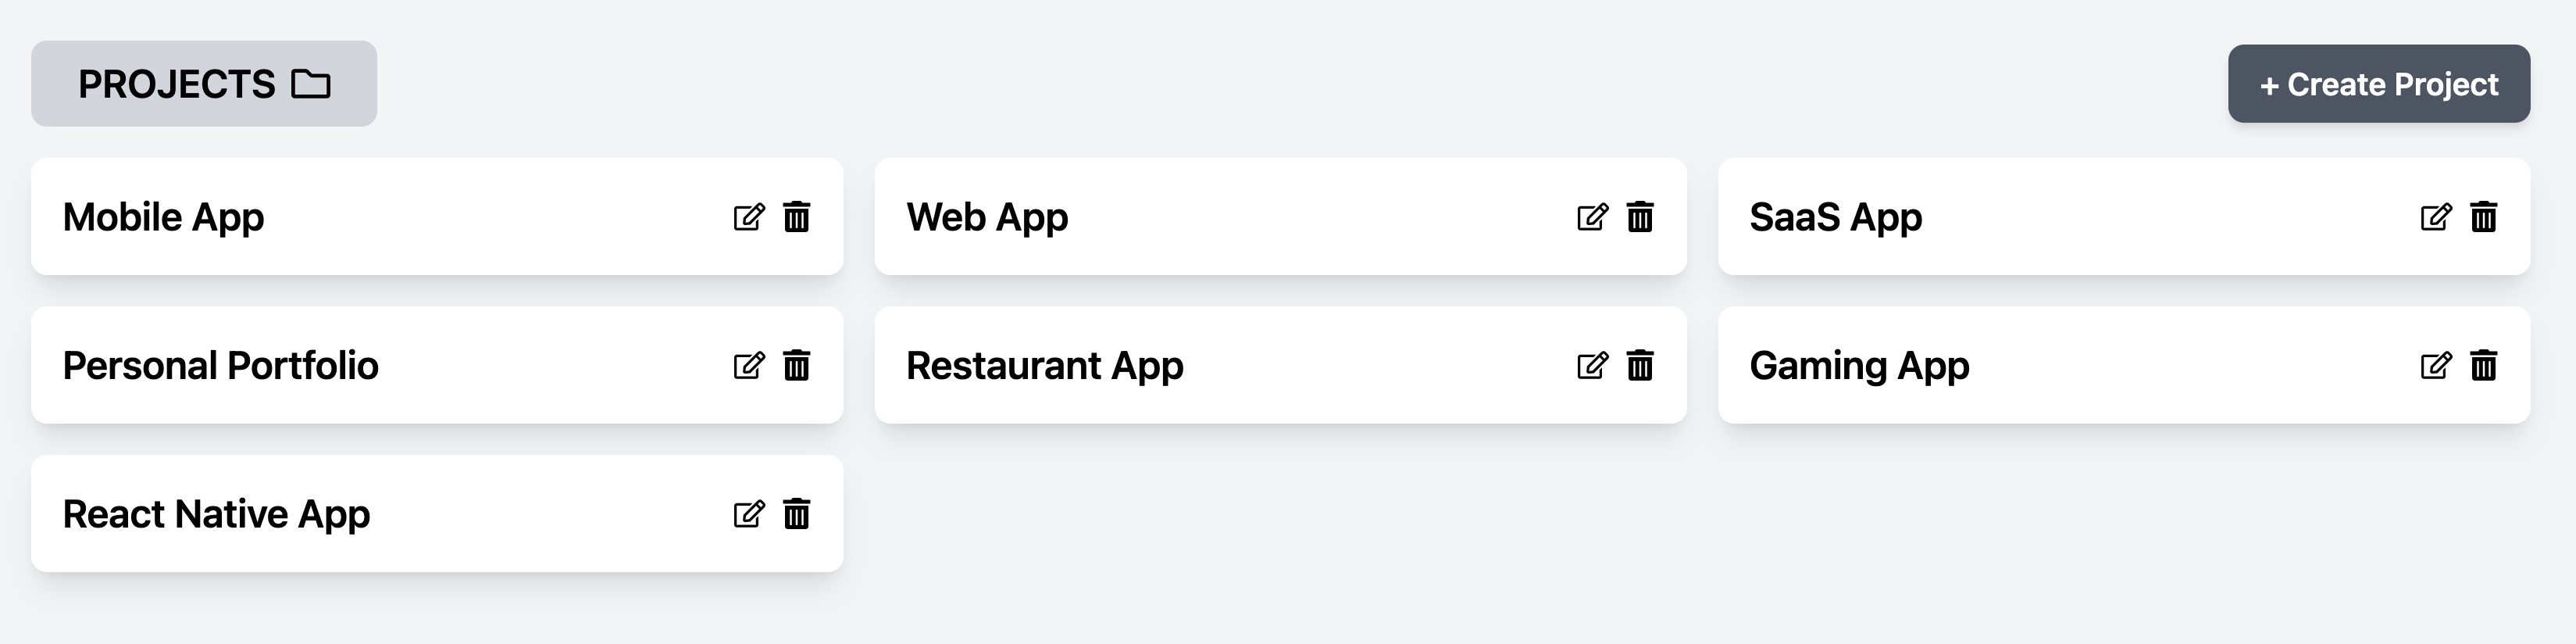 PROJECTS
+ Create Project
Mobile App
Web App
SaaS App
Personal Portfolio
Restaurant App
Gaming App
React Native App